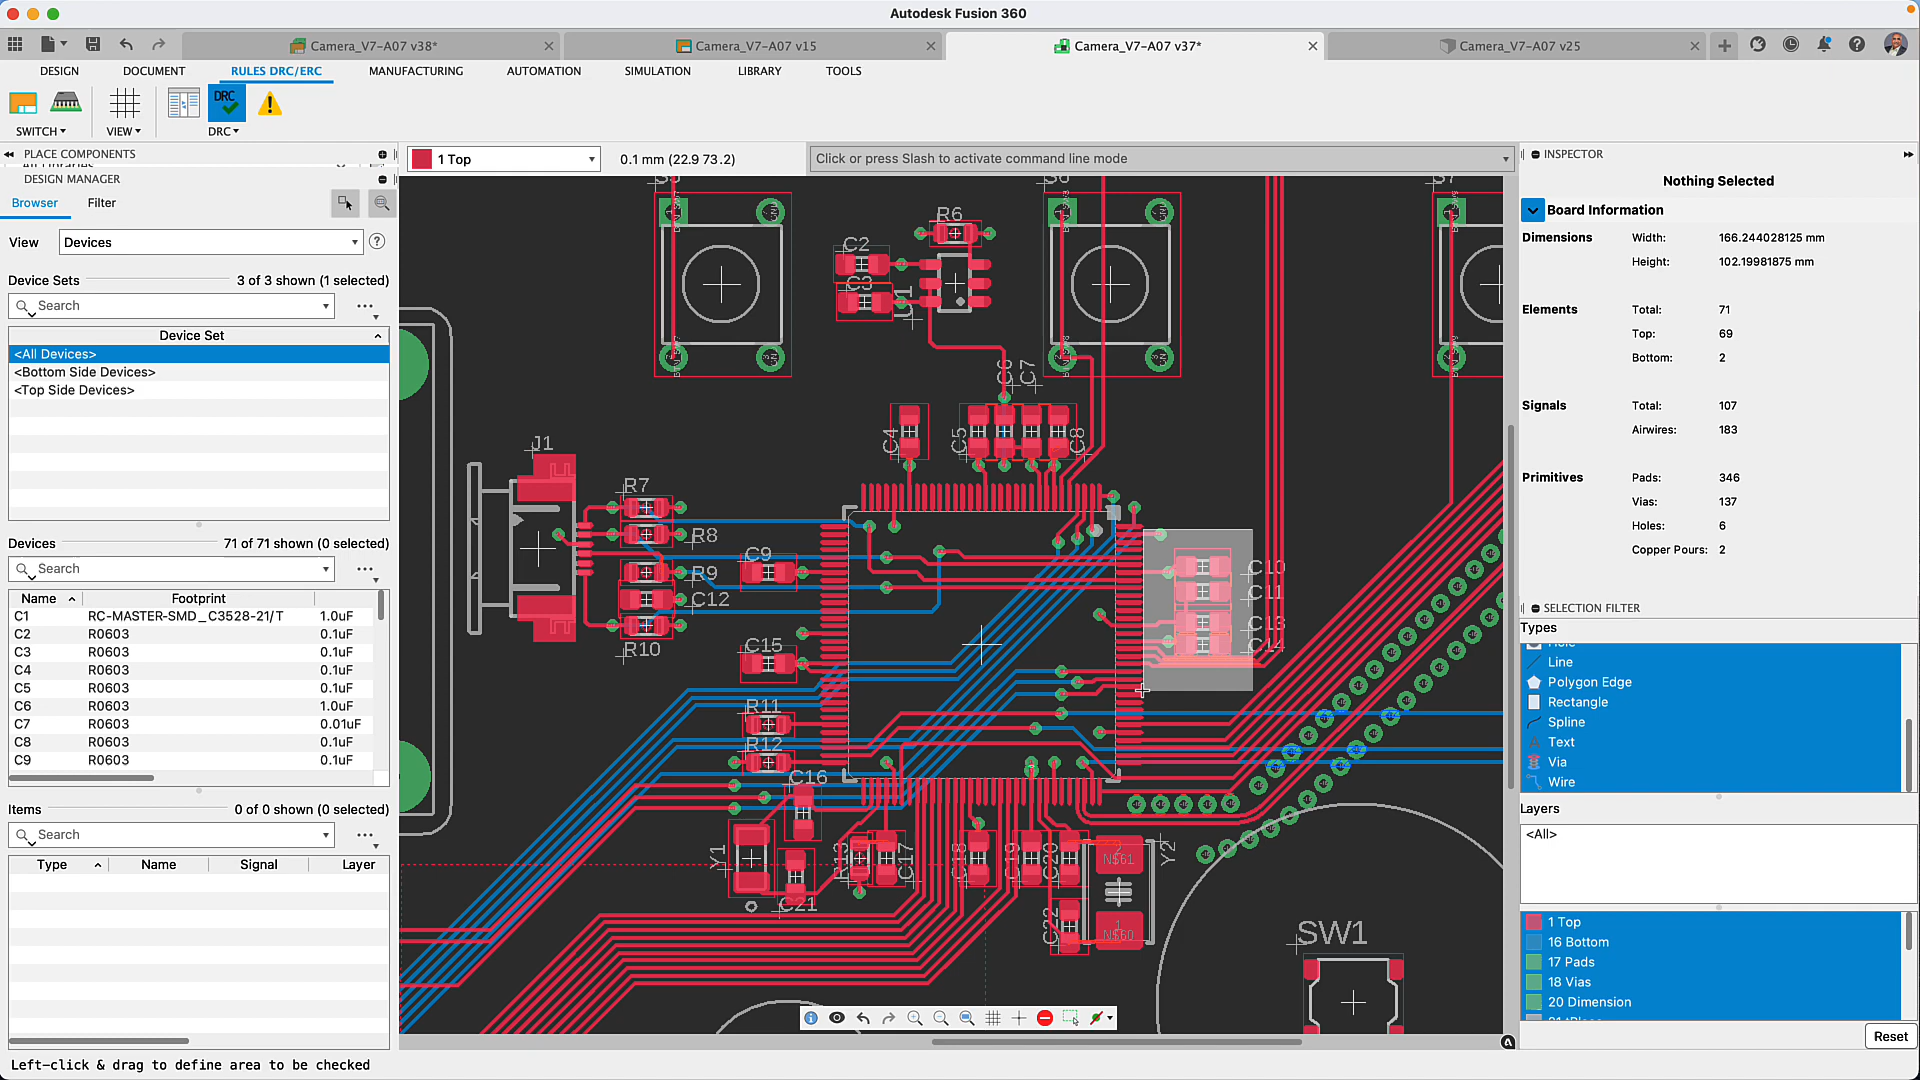 Autodesk Fusion 360
Camera_V7-A07 v38*
Camera_V7-A07 v15
Camera_V7-A07 v37*
Camera_V7-A07 v25
DESIGN
DOCUMENT
RULES DRC/ERC
MANUFACTURING
AUTOMATION
SIMULATION
LIBRARY
TOOLS
DRC
SWITCH
VIEW
DRC
PLACE COMPONENTS
DESIGN MANAGER
Browser
Filter
View
Devices
Device Sets
3 of 3 shown (1 selected)
Search
Device Set
<All Devices>
<Bottom Side Devices>
<Top Side Devices>
Devices
71 of 71 shown (0 selected)
Search
Name
Footprint
C1 RC-MASTER-SMD_C3528-21/T 1.0uF
C2 R0603 0.1uF
C3 R0603 0.1uF
C4 R0603 0.1uF
C5 R0603 0.1uF
C6 R0603 1.0uF
C7 R0603 0.01uF
C8 R0603 0.1uF
C9 R0603 0.1uF
Items
0 of 0 shown (0 selected)
Search
Type
Name
Signal
Layer
Left-click & drag to define area to be checked
1 Top
0.1 mm (22.9 73.2)
Click or press Slash to activate command line mode
R6
C2
C3
U1
C6
C7
C4
C5
C8
J1
R7
R8
R9
C12
R10
C9
C15
C10
C11
C13
C14
R11
R12
C16
Y1
C21
R13
C17
C18
C19
C20
C22
Y2
2
N$61
1
N$60
SW1
INSPECTOR
Nothing Selected
Board Information
Dimensions
Width: 166.244028125 mm
Height: 102.19981875 mm
Elements
Total: 71
Top: 69
Bottom: 2
Signals
Total: 107
Airwires: 183
Primitives
Pads: 346
Vias: 137
Holes: 6
Copper Pours: 2
SELECTION FILTER
Types
Hole
Line
Polygon Edge
Rectangle
Spline
Text
Via
Wire
Layers
<All>
1 Top
16 Bottom
17 Pads
18 Vias
20 Dimension
Reset